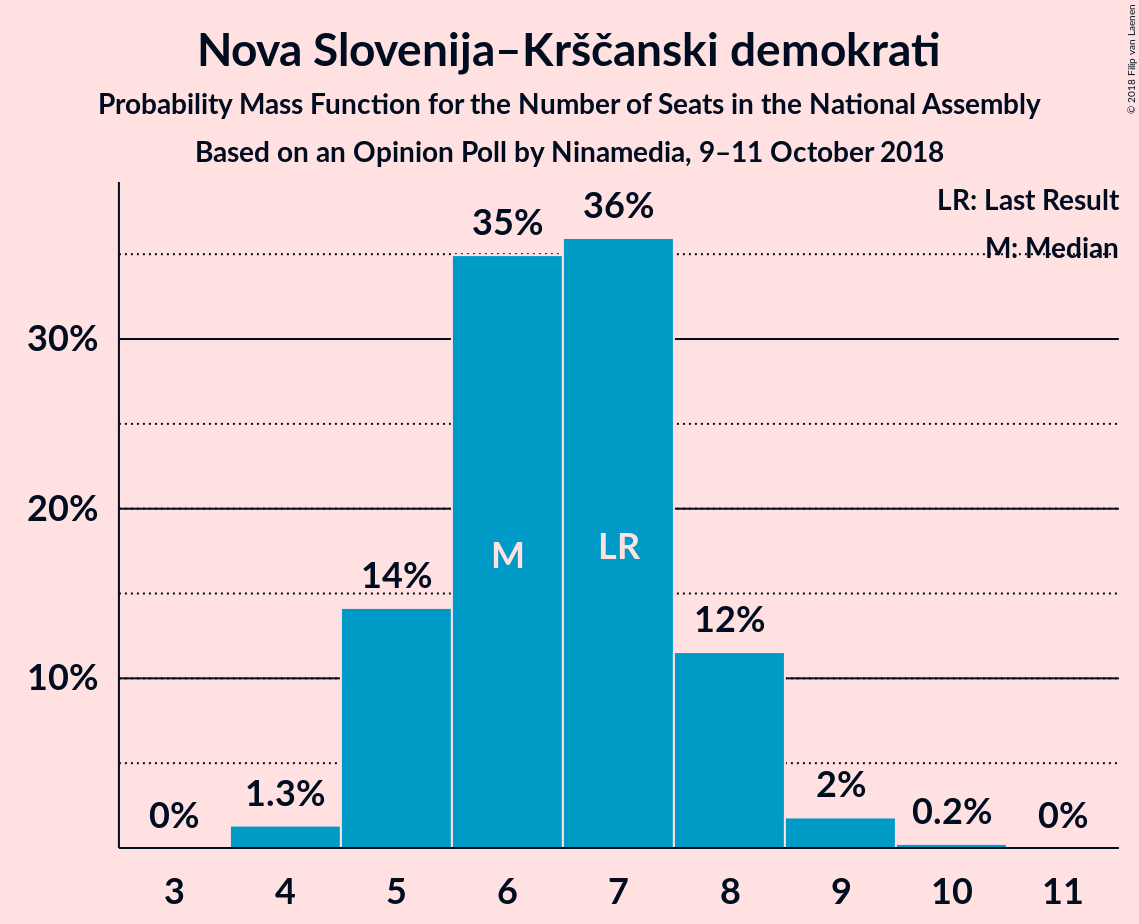 Nova Slovenija–Krščanski demokrati
Probability Mass Function for the Number of Seats in the National Assembly
Based on an Opinion Poll by Ninamedia, 9–11 October 2018
© 2018 Filip van Laenen
LR: Last Result
M: Median
30%
20%
10%
0%
1.3%
14%
35%
36%
12%
2%
0.2%
0%
M
LR
3 4 5 6 7 8 9 10 11